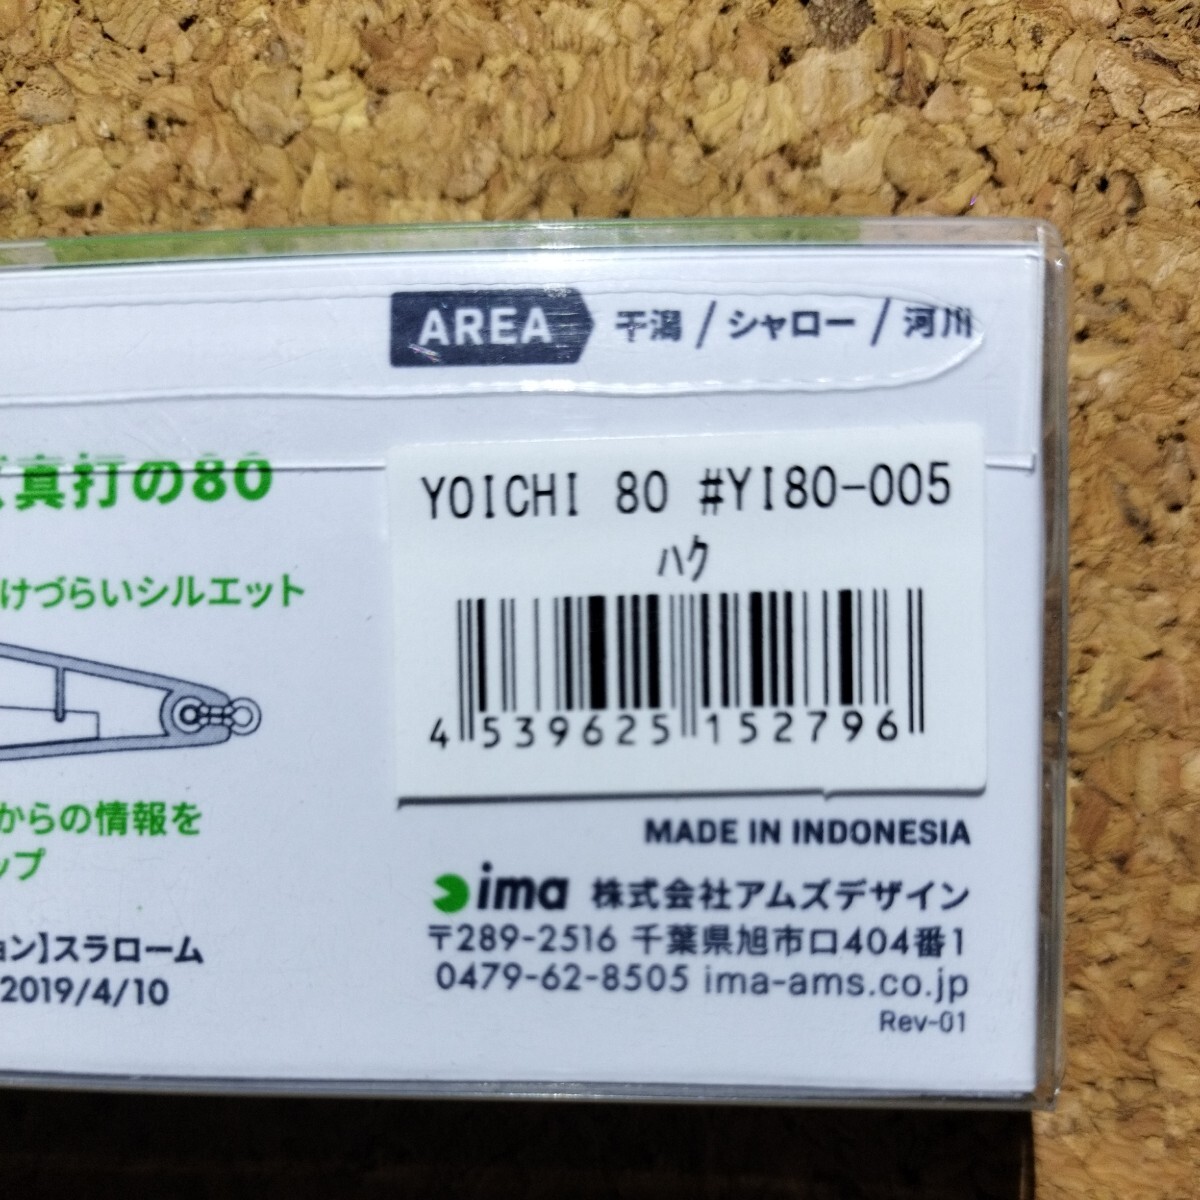 AREA 干潟 / シャロー / 河川
真打の80
YOICHI 80 #YI80-005
ハク
けづらいシルエット
4 539625 152796
からの情報を
ップ
MADE IN INDONESIA
ima 株式会社アムズデザイン
〒289-2516 千葉県旭市ロ404番1
ョン】スラローム
0479-62-8505 ima-ams.co.jp
2019/4/10
Rev-01